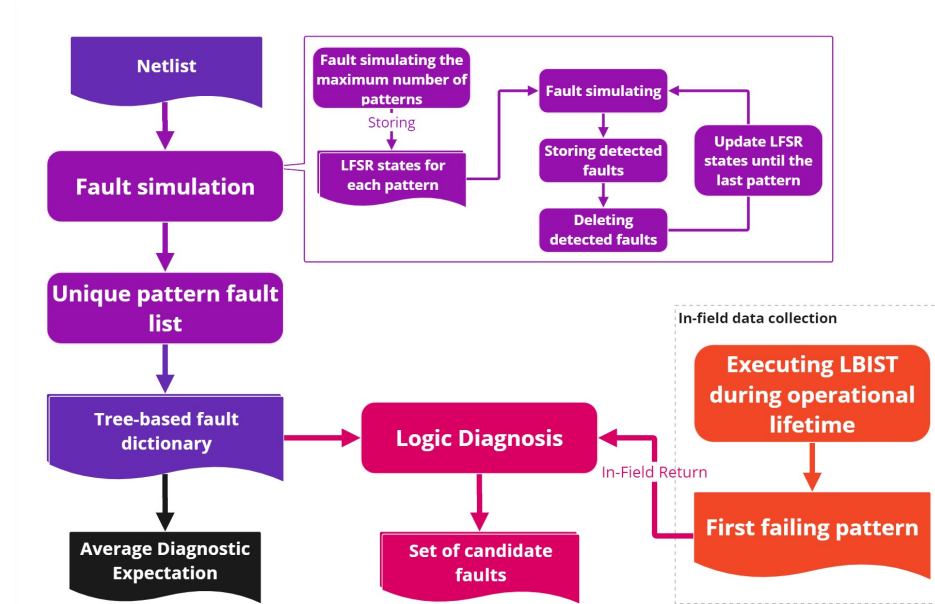 Netlist
Fault simulating the
maximum number of
patterns
Storing
LFSR states for
each pattern
Fault simulating
Storing detected
faults
Deleting
detected faults
Update LFSR
states until the
last pattern
Fault simulation
Unique pattern fault
list
Tree-based fault
dictionary
Average Diagnostic
Expectation
Logic Diagnosis
Set of candidate
faults
In-Field Return
In-field data collection
Executing LBIST
during operational
lifetime
First failing pattern